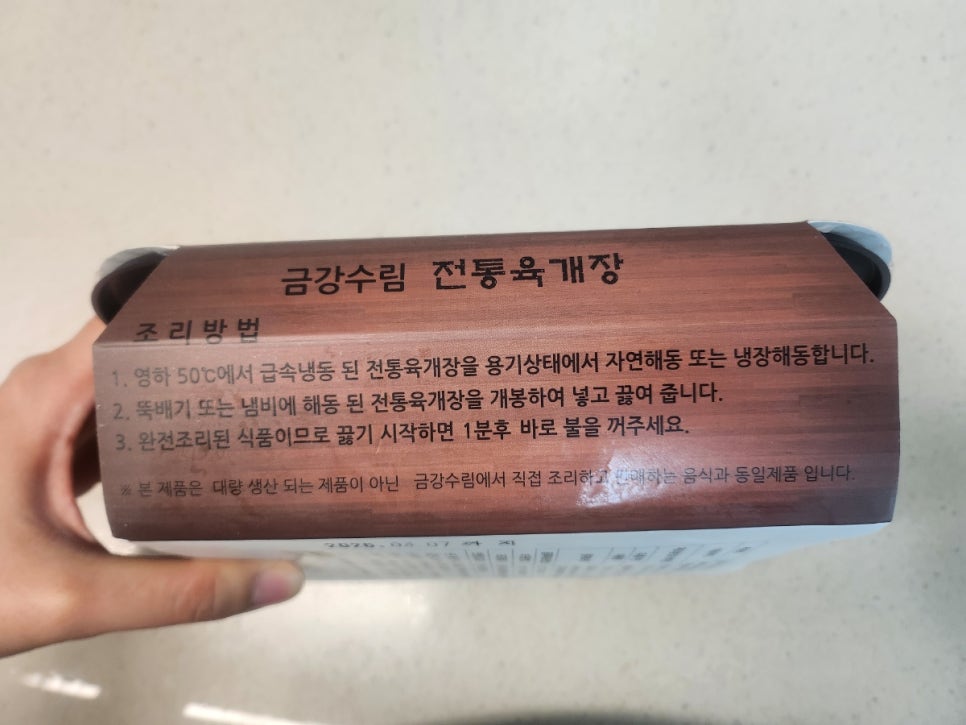 금강수림 전통육개장
조리방법
1. 영하 50℃에서 급속냉동 된 전통육개장을 용기상태에서 자연해동 또는 냉장해동합니다.
2. 뚝배기 또는 냄비에 해동 된 전통육개장을 개봉하여 넣고 끓여 줍니다.
3. 완전조리된 식품이므로 끓기 시작하면 1분후 바로 불을 꺼주세요.
※ 본 제품은 대량 생산 되는 제품이 아닌 금강수림에서 직접 조리하고 판매하는 음식과 동일제품 입니다.
까지